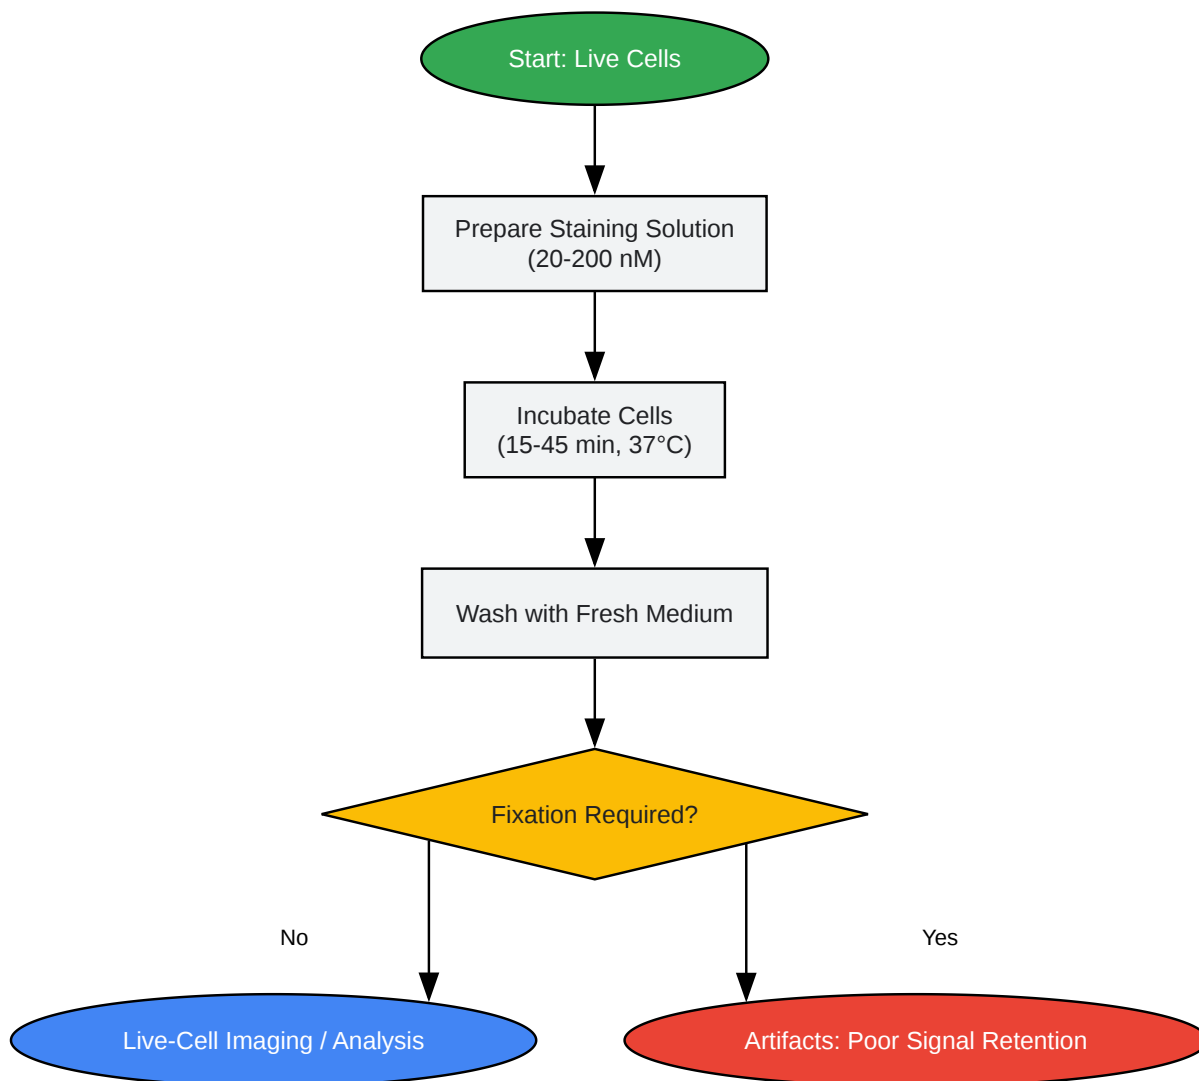 Start: Live Cells
Prepare Staining Solution
(20-200 nM)
Incubate Cells
(15-45 min, 37°C)
Wash with Fresh Medium
Fixation Required?
No
Yes
Live-Cell Imaging / Analysis
Artifacts: Poor Signal Retention